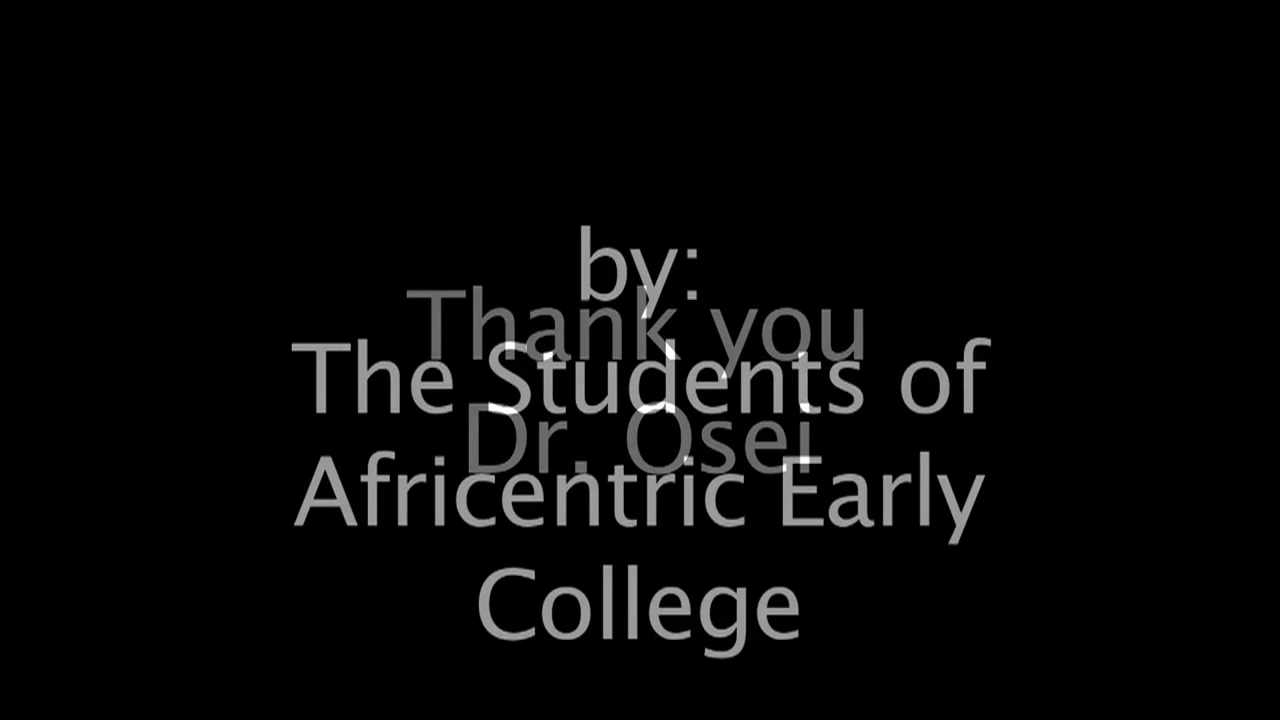 by:
Thank you
The Students of
Dr. Osei
Africentric Early
College